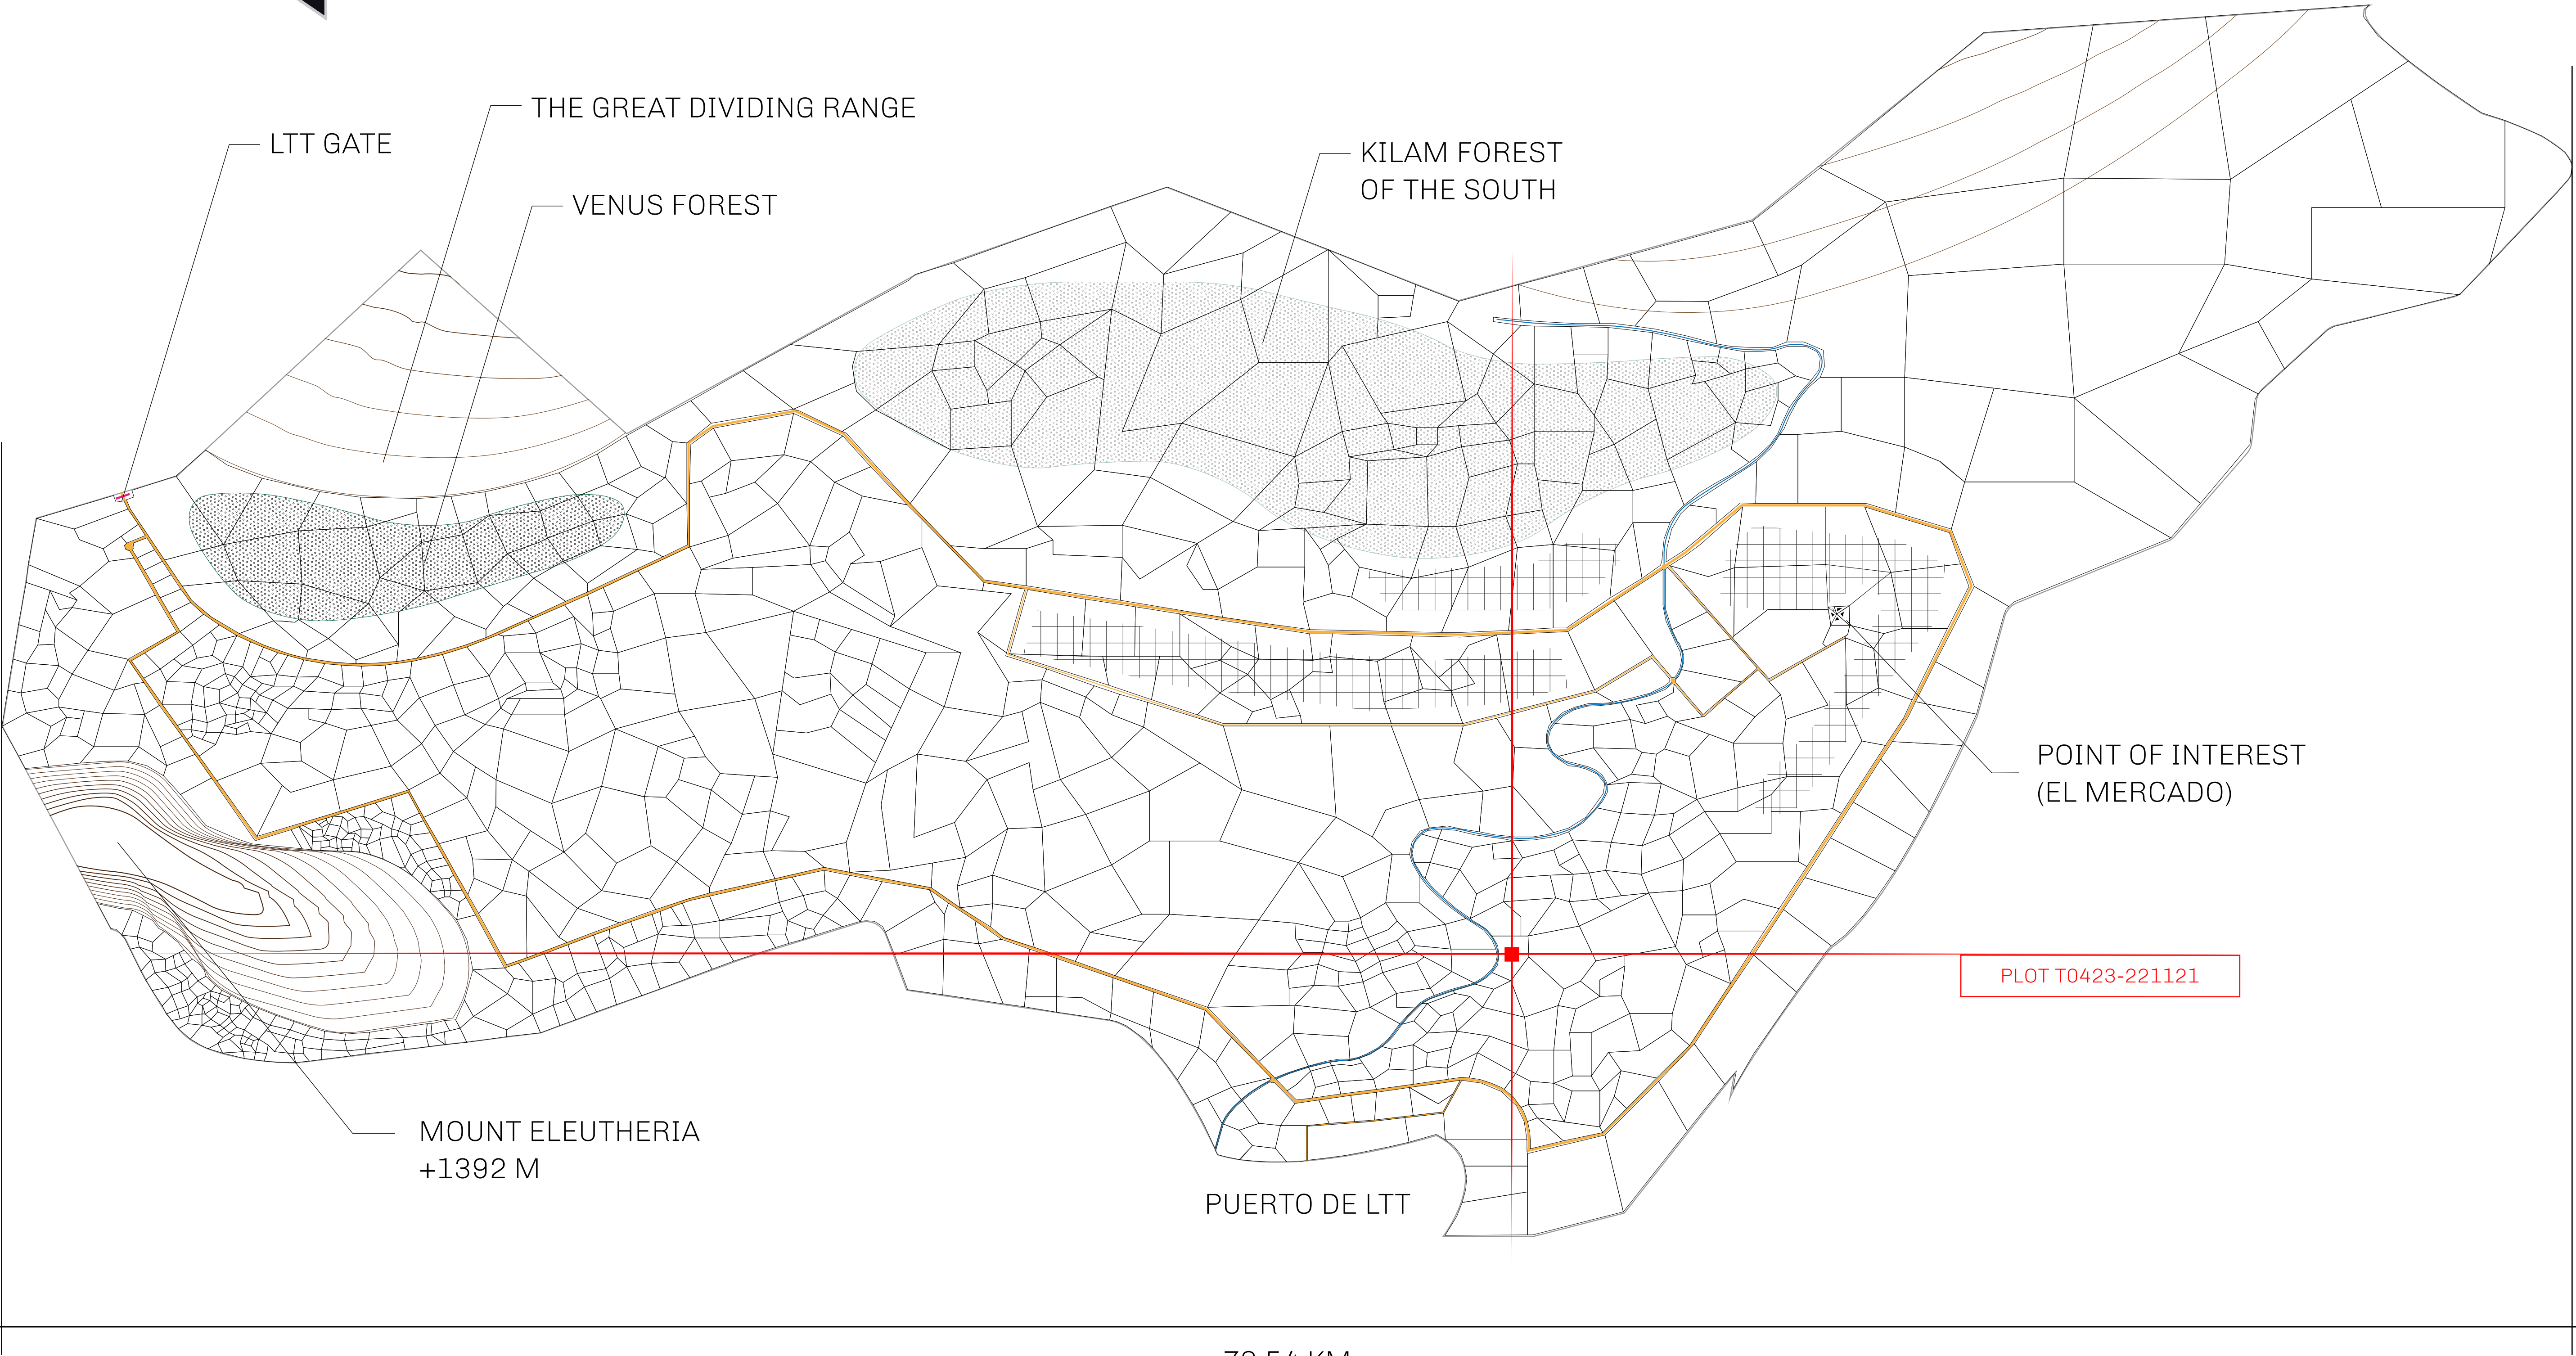 THE GREAT DIVIDING RANGE
LTT GATE
KILAM FOREST
OF THE SOUTH
VENUS FOREST
POINT OF INTEREST
(EL MERCADO)
PLOT T0423-221121
MOUNT ELEUTHERIA
+1392 M
PUERTO DE LTT
KM